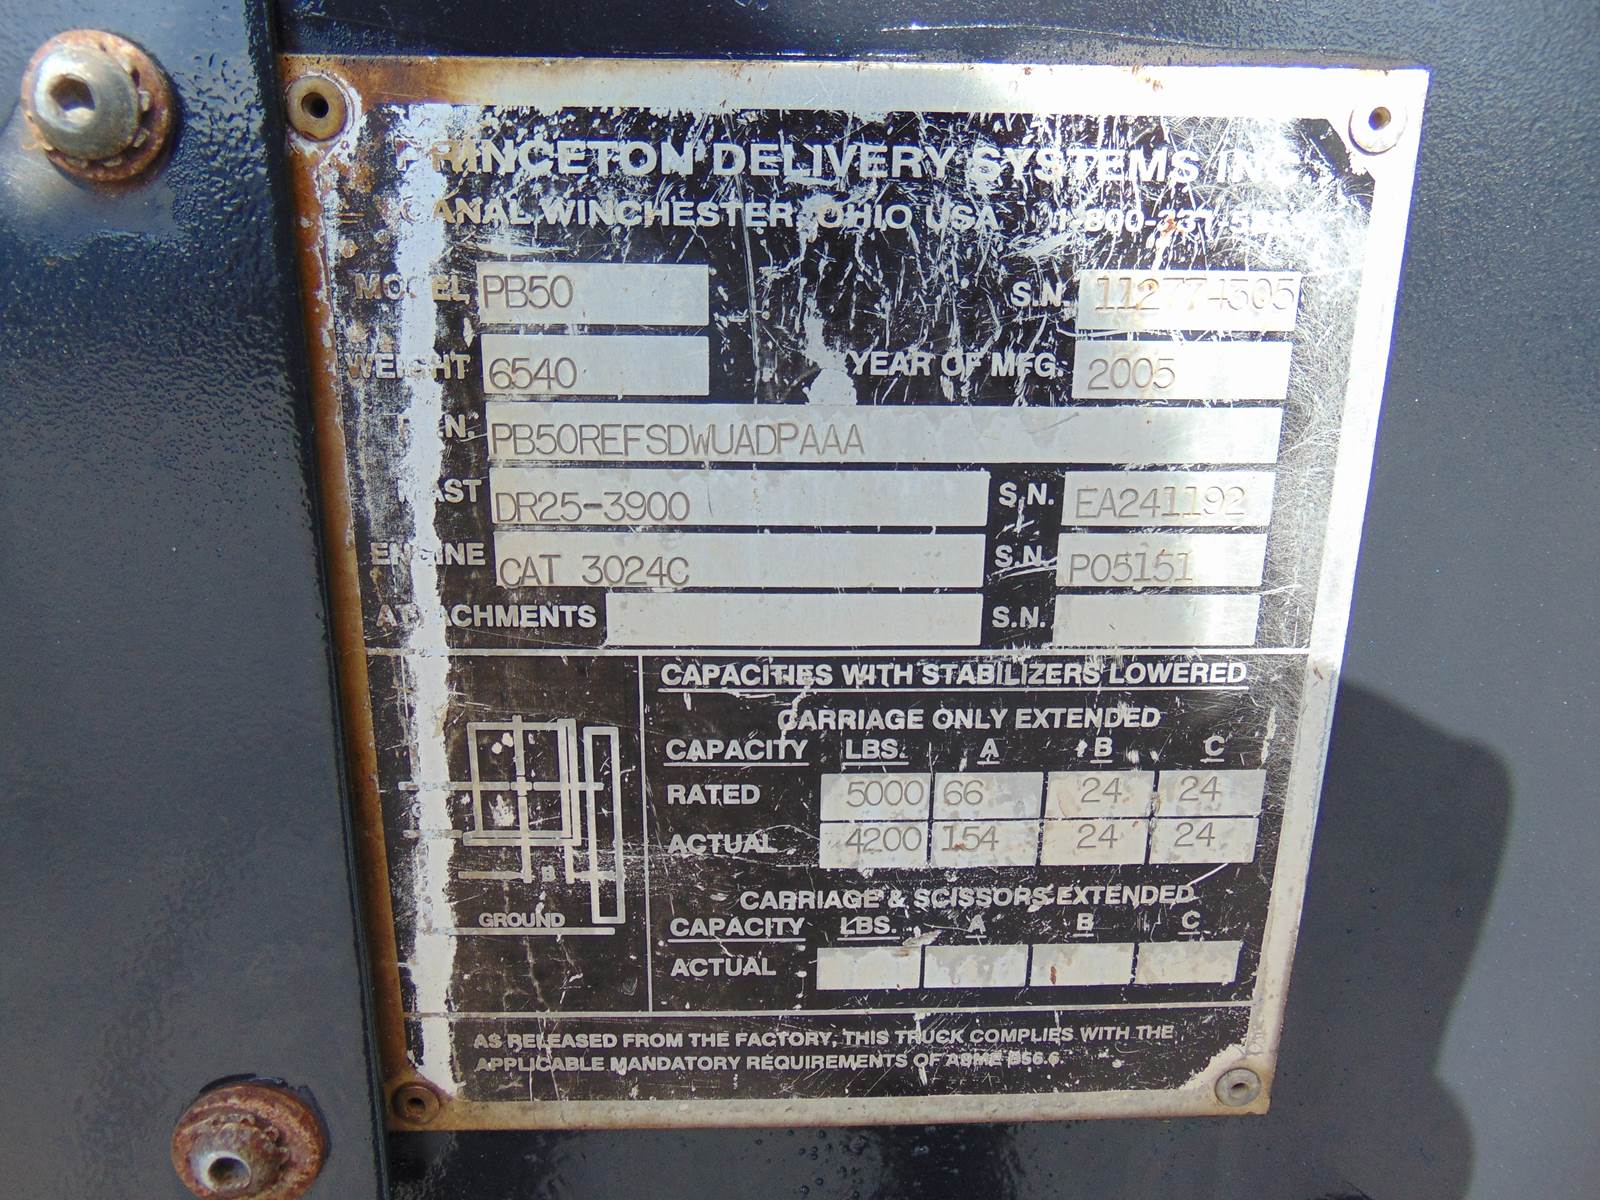 PRINCETON DELIVERY SYSTEMS INC
CANAL WINCHESTER, OHIO USA
MODEL PB50 S.N. 112774505
WEIGHT 6540 YEAR OF MFG. 2005
PB50REFSDWUADPAAA
MAST DR25-3900 S.N. EA241192
ENGINE CAT 3024C S.N. P05151
ATTACHMENTS S.N.
CAPACITIES WITH STABILIZERS LOWERED
CARRIAGE ONLY EXTENDED
CAPACITY LBS. A B C
RATED 5000 66 24 24
ACTUAL 4200 154 24 24
CARRIAGE & SCISSORS EXTENDED
CAPACITY LBS. A B C
ACTUAL
B
GROUND
AS RELEASED FROM THE FACTORY, THIS TRUCK COMPLIES WITH THE
APPLICABLE MANDATORY REQUIREMENTS OF ASME B56.6